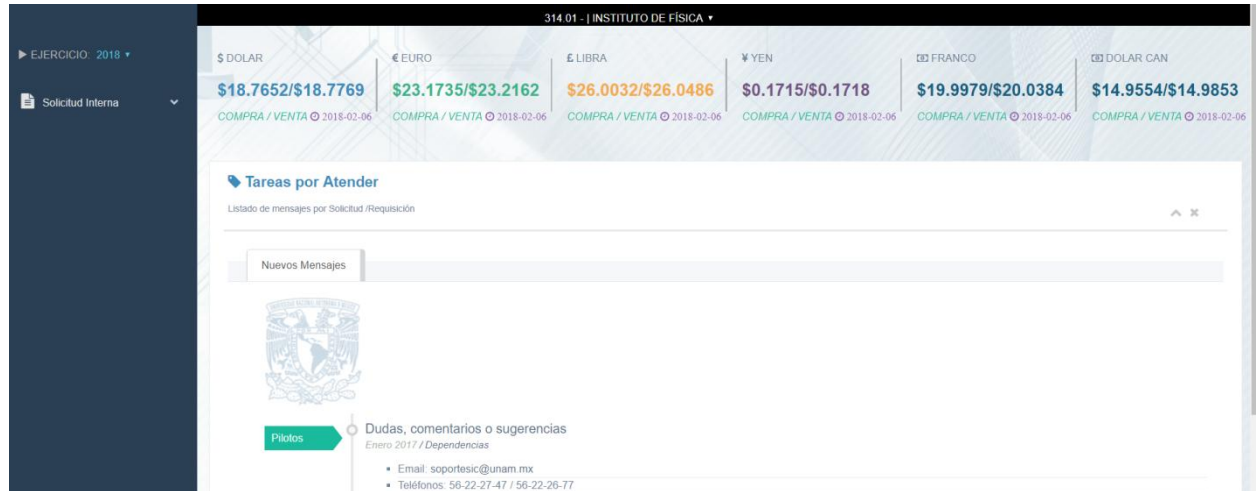 314.01 - | INSTITUTO DE FÍSICA
EJERCICIO: 2018
Solicitud Interna
$ DOLAR
$18.7652/$18.7769
COMPRA / VENTA 2018-02-06
€ EURO
$23.1735/$23.2162
COMPRA / VENTA 2018-02-06
£ LIBRA
$26.0032/$26.0486
COMPRA / VENTA 2018-02-06
¥ YEN
$0.1715/$0.1718
COMPRA / VENTA 2018-02-06
FRANCO
$19.9979/$20.0384
COMPRA / VENTA 2018-02-06
DOLAR CAN
$14.9554/$14.9853
COMPRA / VENTA 2018-02-06
Tareas por Atender
Listado de mensajes por Solicitud /Requisición
Nuevos Mensajes
Pilotos
Dudas, comentarios o sugerencias
Enero 2017 / Dependencias
Email: soportesic@unam.mx
Teléfonos: 56-22-27-47 / 56-22-26-77